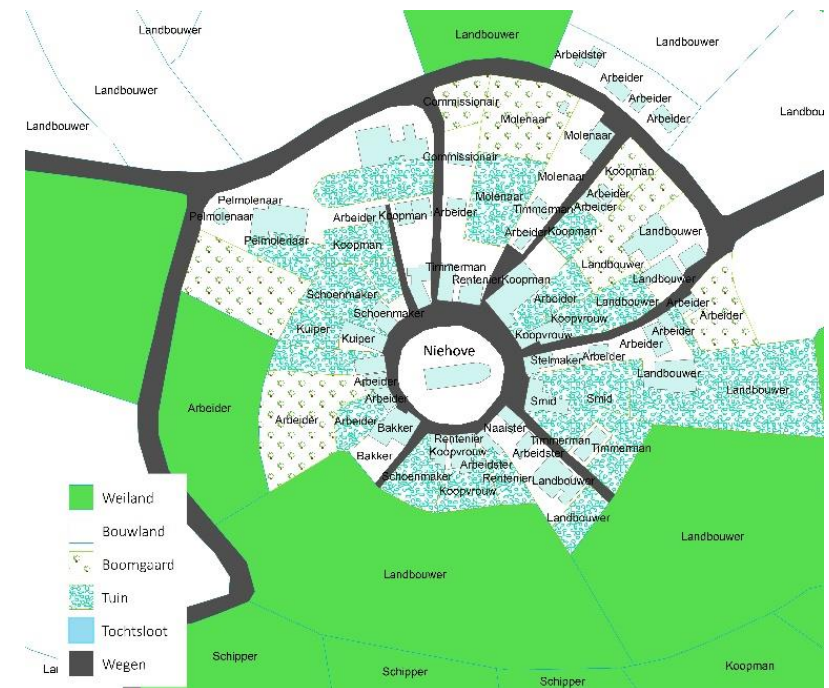 Landbouwer
Landbouwer
Landbouwer
Arbeidster
Landbouwer
Landbouwer
Arbeider
Arbeider
Arbeider
Commissionair
Molenaar
Landbou
Landbouwer
Molenaar
Commissionair
Koopman
Molenaar
Arbeider
Molenaar
Arbeider
Pelmolenaar
Pelmolenaar
Arbeider
Koopman
Arbeider
Timmerman
Arbeider
Koopman
Landbouwer
Pelmolenaar
Koopman
Landbouwer
Timmerman
Rentenier
Koopman
Landbouwer
Schoenmaker
Arbeider
Landbouwer
Arbeider
Schoenmaker
Koopvrouw
Arbeider
Kuiper
Kuiper
Koopvrouw
Arbeider
Niehove
Stelmaker
Arbeider
Landbouwer
Arbeider
Landbouwer
Arbeider
Arbeider
Smid
Smid
Arbeider
Arbeider
Bakker
Naaister
Rentenier
Timmerman
Bakker
Koopvrouw
Arbeidster
Timmerman
Arbeidster
Schoenmaker
Rentenier
Landbouwer
Koopvrouw
Landbouwer
Landbouwer
Landbouwer
Weiland
Bouwland
Boomgaard
Tuin
Tochtsloot
Wegen
Schipper
Schipper
Schipper
Koopman